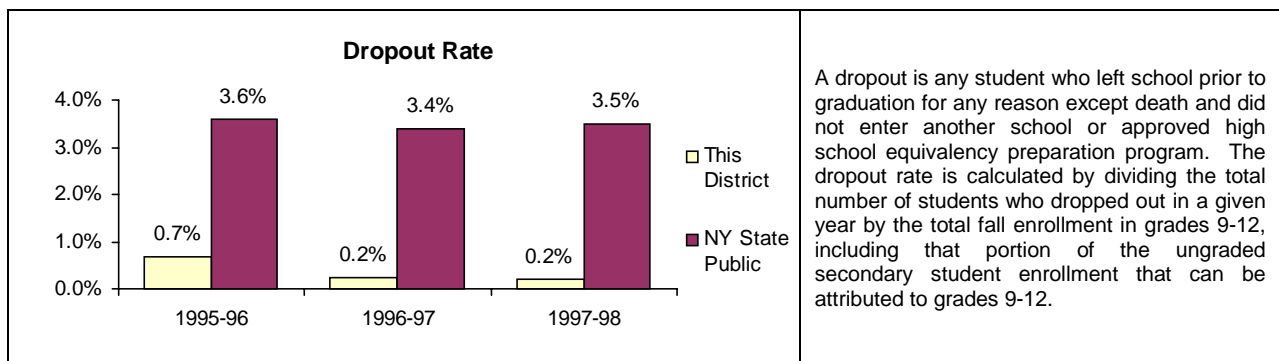 Dropout Rate
4.0%
3.0%
2.0%
1.0%
0.0%
3.6%
3.4%
3.5%
0.7%
0.2%
0.2%
1995-96
1996-97
1997-98
This
District
NY State
Public
A dropout is any student who left school prior to
graduation for any reason except death and did
not enter another school or approved high
school equivalency preparation program. The
dropout rate is calculated by dividing the total
number of students who dropped out in a given
year by the total fall enrollment in grades 9-12,
including that portion of the ungraded
secondary student enrollment that can be
attributed to grades 9-12.